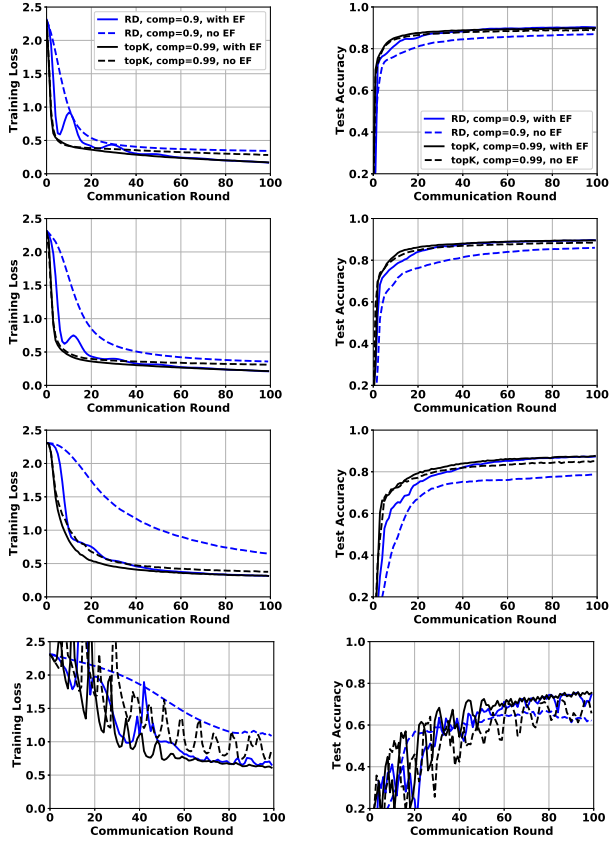 2.5
2.0
1.5
1.0
0.5
0.0
Training Loss
RD, comp=0.9, with EF
RD, comp=0.9, no EF
topK, comp=0.99, with EF
topK, comp=0.99, no EF
0 20 40 60 80 100
Communication Round
1.0
0.8
0.6
0.4
0.2
Test Accuracy
RD, comp=0.9, with EF
RD, comp=0.9, no EF
topK, comp=0.99, with EF
topK, comp=0.99, no EF
0 20 40 60 80 100
Communication Round
2.5
2.0
1.5
1.0
0.5
0.0
Training Loss
0 20 40 60 80 100
Communication Round
1.0
0.8
0.6
0.4
0.2
Test Accuracy
0 20 40 60 80 100
Communication Round
2.5
2.0
1.5
1.0
0.5
0.0
Training Loss
0 20 40 60 80 100
Communication Round
1.0
0.8
0.6
0.4
0.2
Test Accuracy
0 20 40 60 80 100
Communication Round
2.5
2.0
1.5
1.0
0.5
0.0
Training Loss
0 20 40 60 80 100
Communication Round
1.0
0.8
0.6
0.4
0.2
Test Accuracy
0 20 40 60 80 100
Communication Round